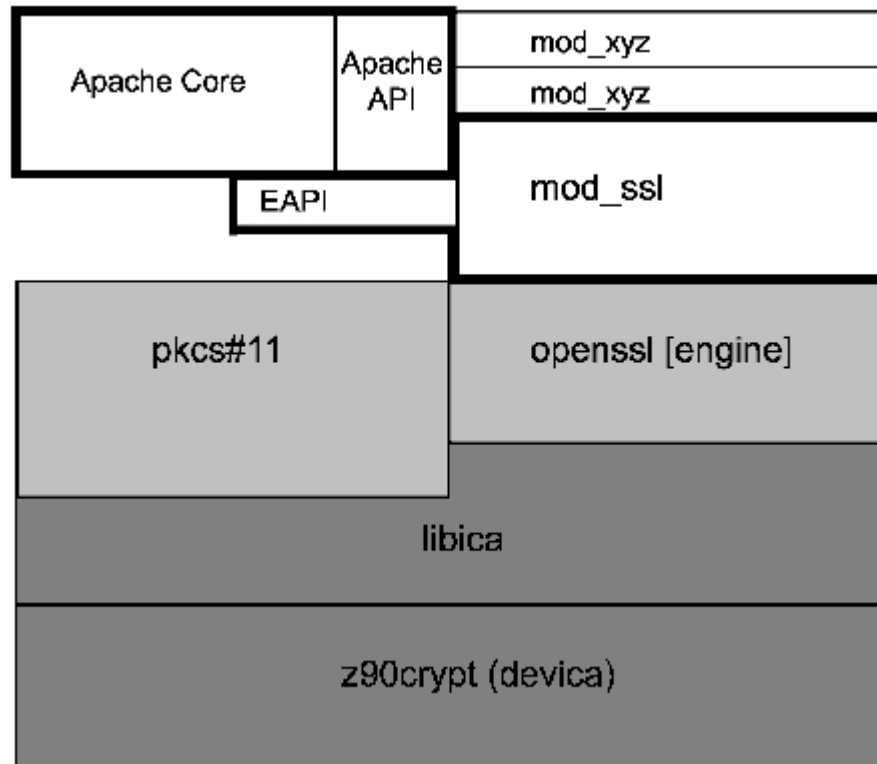 Apache Core
Apache
API
mod_xyz
mod_xyz
EAPI
mod_ssl
pkcs#11
openssl [engine]
libica
z90crypt (devica)